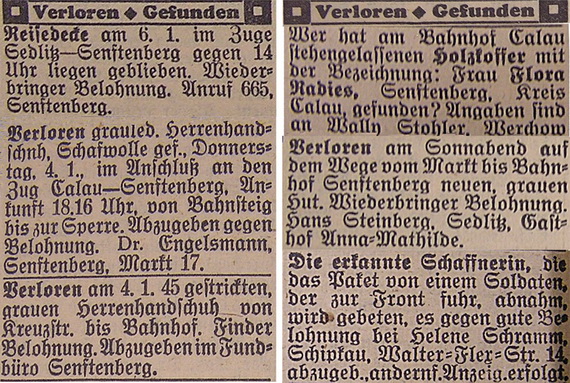 Verloren ◆ Gefunden
Reisedecke am 6. 1. im Zuge
Sedlitz—Senftenberg gegen 14
Uhr liegen geblieben. Wieder-
bringer Belohnung. Anruf 665,
Senftenberg.
Verloren graued. Herrenhand-
schuh, Schafwolle gef., Donners-
tag, 4. 1., im Anschluß an den
Zug Calau—Senftenberg, An-
kunft 18.16 Uhr, von Bahnsteig
bis zur Sperre. Abzugeben gegen
Belohnung. Dr. Engelsmann,
Senftenberg, Markt 17.
Verloren am 4. 1. 45 gestrickten,
grauen Herrenhandschuh von
Kreuzstr. bis Bahnhof. Finder
Belohnung. Abzugeben im Fund-
büro Senftenberg.
Verloren ◆ Gefunden
Wer hat am Bahnhof Calau
stehengelassenen Holzkoffer mit
der Bezeichnung: Frau Flora
Radies, Senftenberg, Kreis
Calau, gefunden? Angaben sind
an Wally Stohler, Werchow
Verloren am Sonnabend auf
dem Wege vom Markt bis Bahn-
hof Senftenberg neuen, grauen
Hut. Wiederbringer Belohnung.
Hans Steinberg, Sedlitz, Gast-
hof Anna-Mathilde.
Die erkannte Schaffnerin, die
das Paket von einem Soldaten,
der zur Front fuhr, abnahm,
wird gebeten, es gegen gute Be-
lohnung bei Helene Schramm,
Schipkau, Walter-Flex-Str. 14,
abzugeb., andernf. Anzeig. erfolgt.